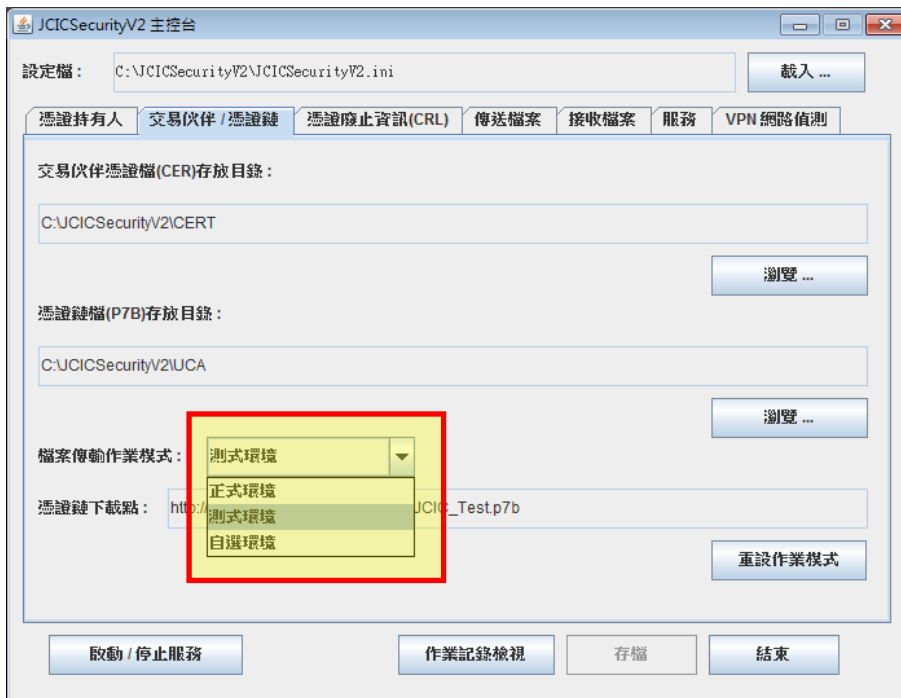 JCICSecurityV2 主控台
設定檔： C:\JCICSecurityV2\JCICSecurityV2.ini 載入 ...
憑證持有人 交易伙伴 / 憑證鏈 憑證廢止資訊(CRL) 傳送檔案 接收檔案 服務 VPN 網路偵測
交易伙伴憑證檔(CER)存放目錄：
C:\JCICSecurityV2\CERT
瀏覽 ...
憑證鏈檔(P7B)存放目錄：
C:\JCICSecurityV2\UCA
瀏覽 ...
檔案傳輸作業模式： 測式環境
正式環境
憑證鏈下載點： http:/ JCIC_Test.p7b
測式環境
自選環境
重設作業模式
啟動 / 停止服務 作業記錄檢視 存檔 結束